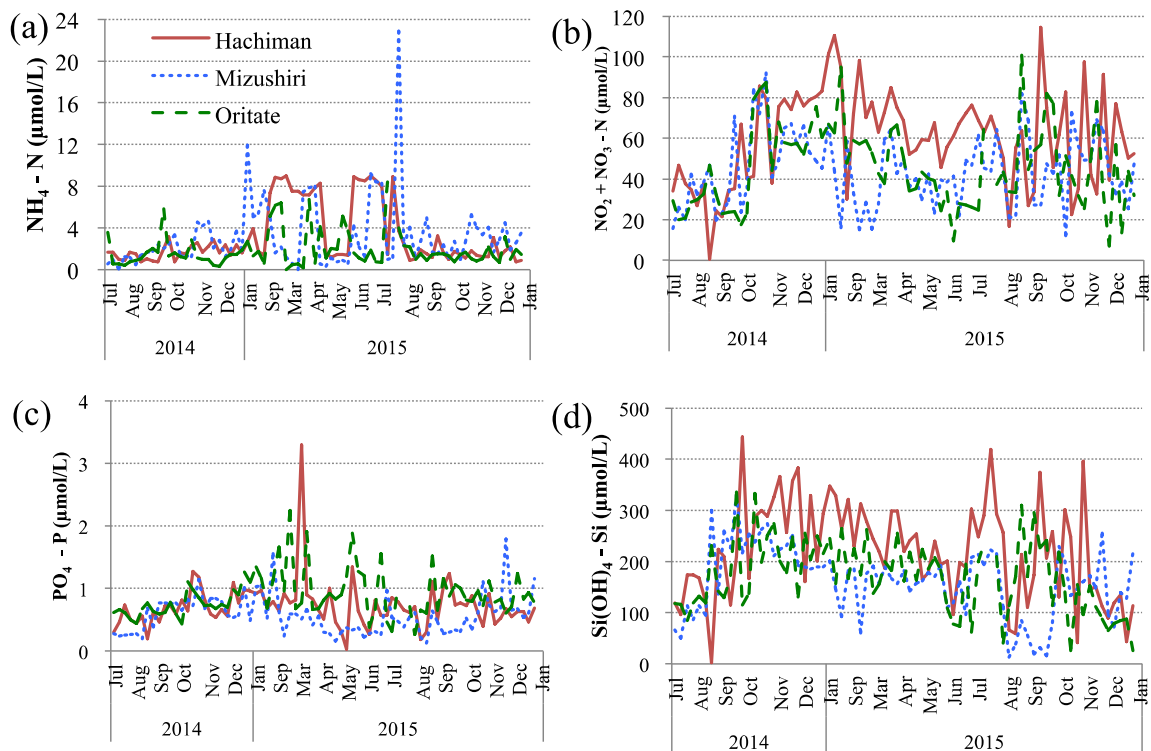 (a)
NH4 - N (µmol/L)
24
20
16
12
8
4
0
Hachiman
Mizushiri
Oritate
Jul Aug Sep Oct Nov Dec Jan Feb Mar Apr May Jun Jul Aug Sep Oct Nov Dec Jan
2014 2015
(b)
NO2 + NO3 - N (µmol/L)
120
100
80
60
40
20
0
Jul Aug Sep Oct Nov Dec Jan Feb Mar Apr May Jun Jul Aug Sep Oct Nov Dec Jan
2014 2015
(c)
PO4 - P (µmol/L)
4
3
2
1
0
Jul Aug Sep Oct Nov Dec Jan Feb Mar Apr May Jun Jul Aug Sep Oct Nov Dec Jan
2014 2015
(d)
Si(OH)4 - Si (µmol/L)
500
400
300
200
100
0
Jul Aug Sep Oct Nov Dec Jan Feb Mar Apr May Jun Jul Aug Sep Oct Nov Dec Jan
2014 2015